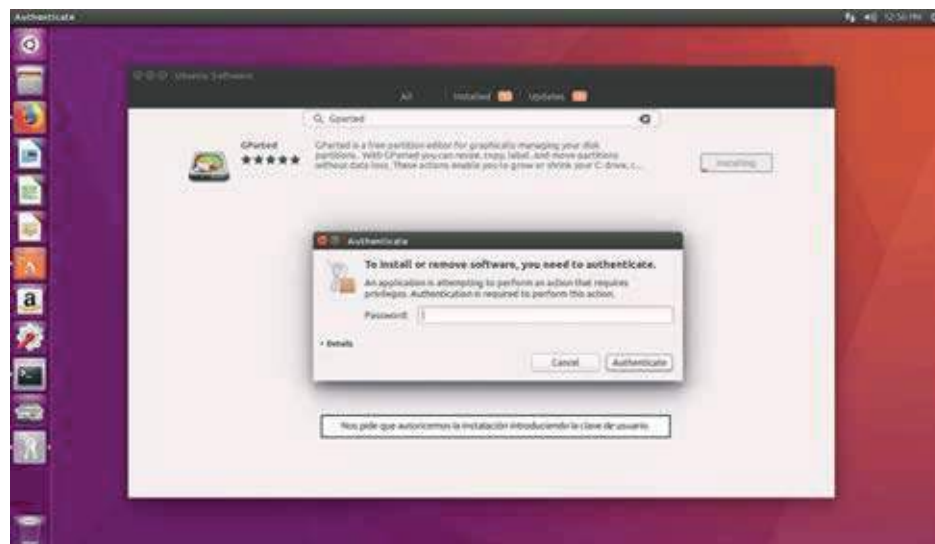 Authenticate
12:50 PM
Ubuntu Software
All Installed Updates
Gparted
GParted
GParted is a free partition editor for graphically managing your disk
partitions. With GParted you can resize, copy, label, and move partitions
without data loss. These actions enable you to grow or shrink your C: drive, c...
Installing
Authenticate
To install or remove software, you need to authenticate.
An application is attempting to perform an action that requires
privileges. Authentication is required to perform this action.
Password:
Details
Cancel Authenticate
Nos pide que autoricemos la instalación introduciendo la clave de usuario